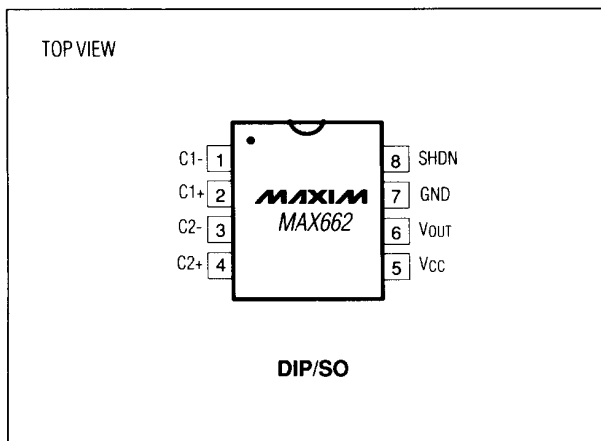 TOP VIEW
C1- 1
C1+ 2
C2- 3
C2+ 4
MAXIM
MAX662
8 SHDN
7 GND
6 VOUT
5 VCC
DIP/SO